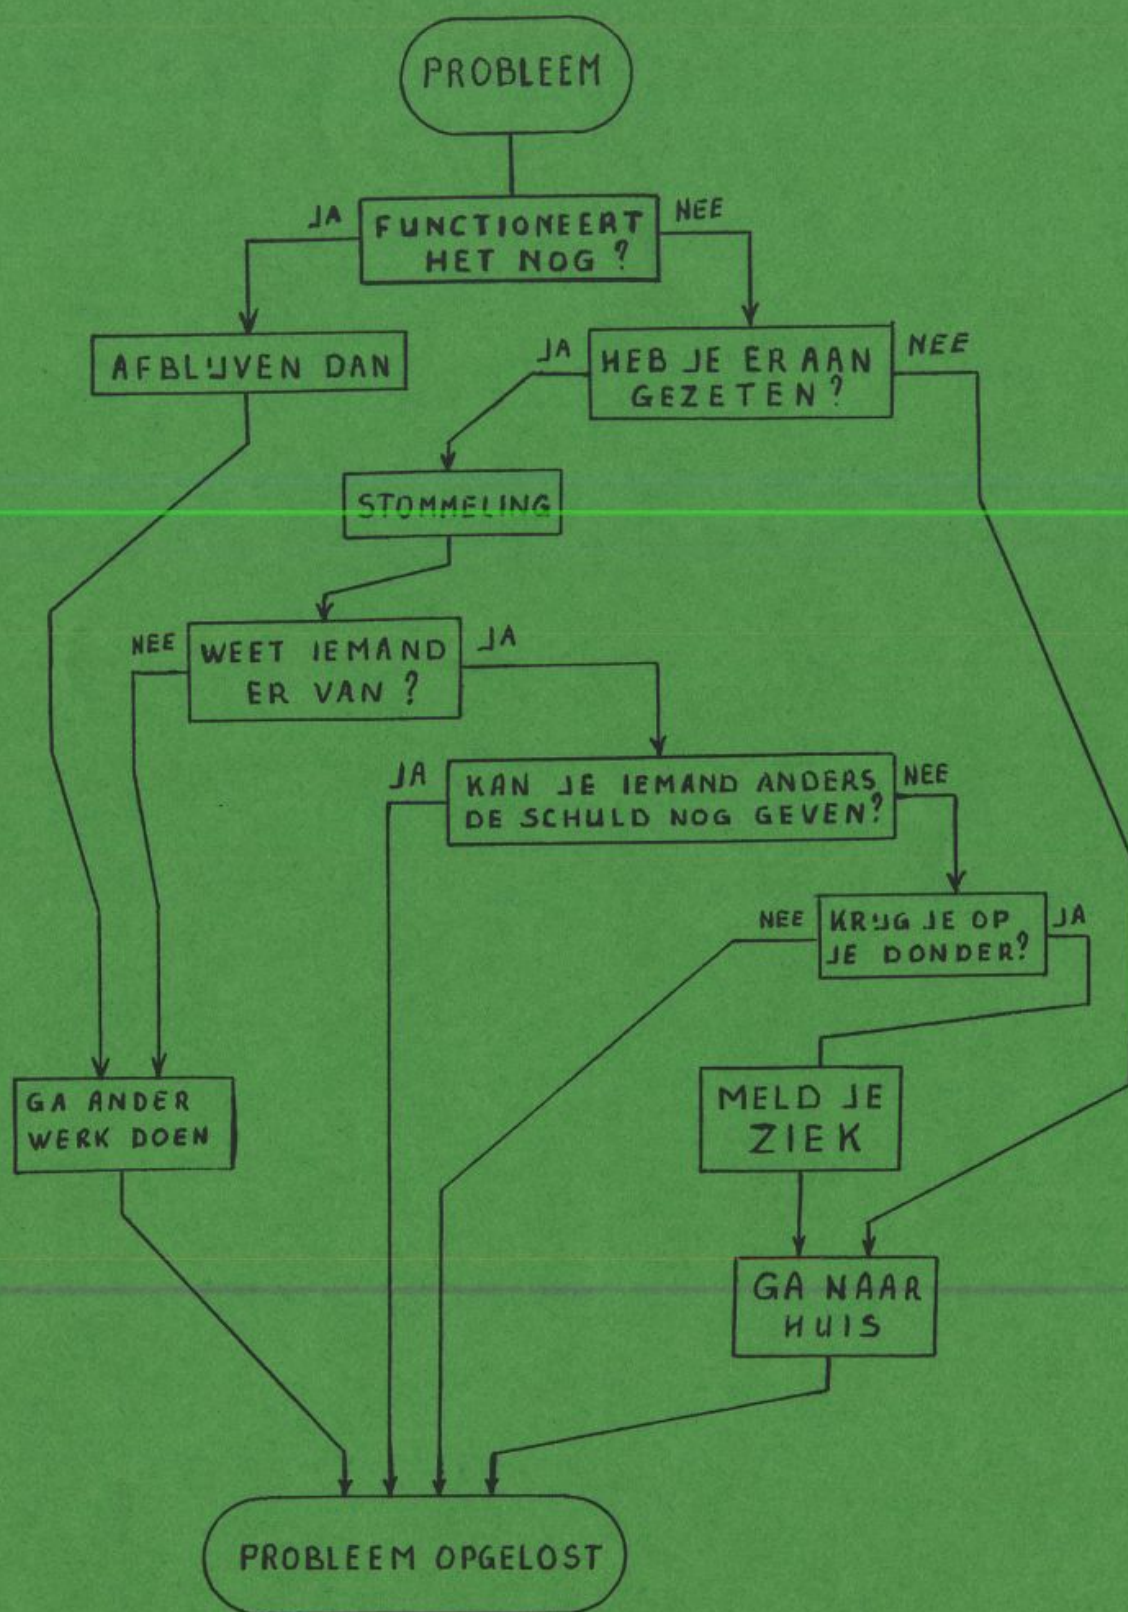 PROBLEEM
JA
FUNCTIONEERT
HET NOG?
NEE
AFBLIJVEN DAN
JA
HEB JE ER AAN
GEZETEN?
NEE
STOMMELING
NEE
WEET IEMAND
ER VAN?
JA
JA
KAN JE IEMAND ANDERS
DE SCHULD NOG GEVEN?
NEE
NEE
KRIJG JE OP
JE DONDER?
JA
GA ANDER
WERK DOEN
MELD JE
ZIEK
GA NAAR
HUIS
PROBLEEM OPGELOST